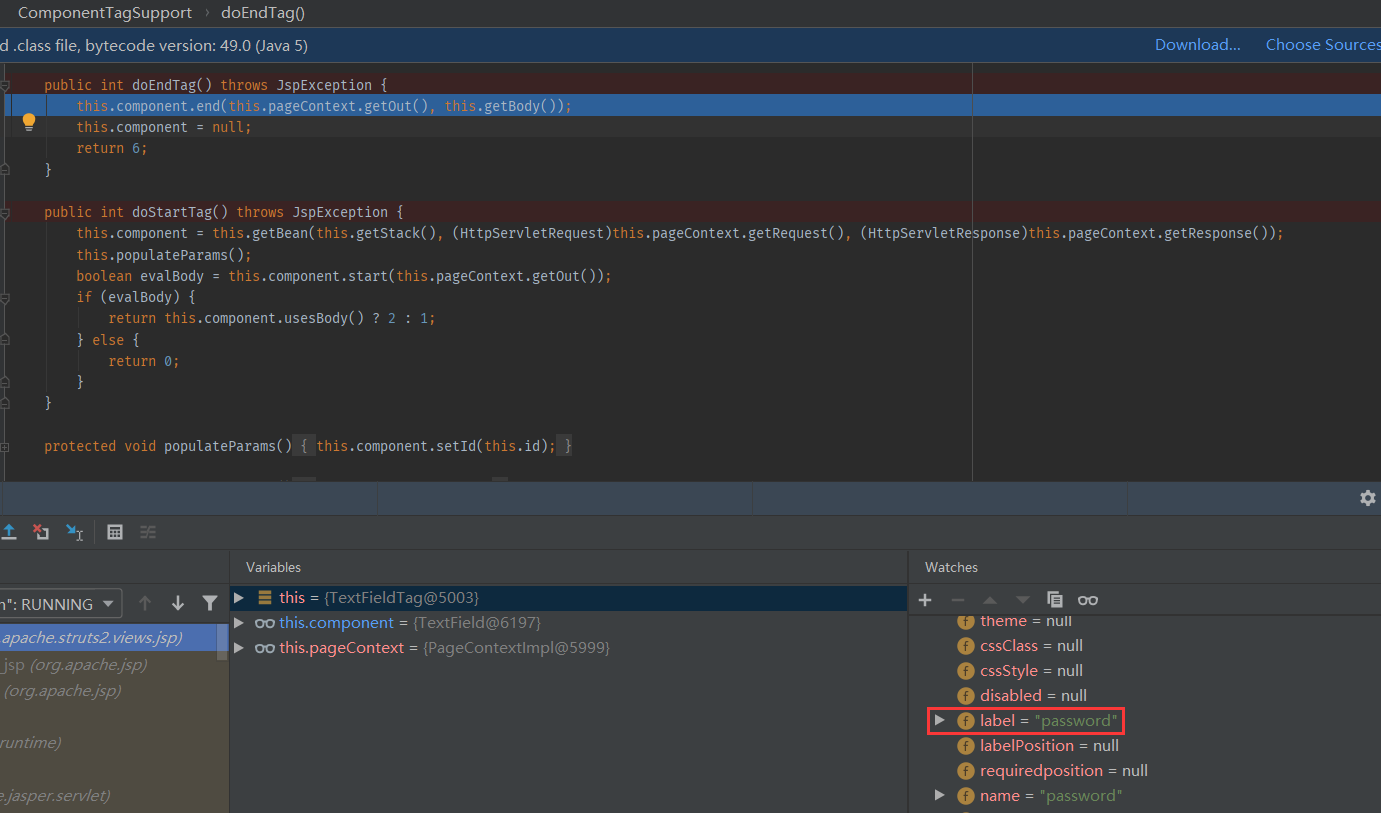 ComponentTagSupport › doEndTag()
d .class file, bytecode version: 49.0 (Java 5)
Download... Choose Sources
public int doEndTag() throws JspException {
this.component.end(this.pageContext.getOut(), this.getBody());
this.component = null;
return 6;
}
public int doStartTag() throws JspException {
this.component = this.getBean(this.getStack(), (HttpServletRequest)this.pageContext.getRequest(), (HttpServletResponse)this.pageContext.getResponse());
this.populateParams();
boolean evalBody = this.component.start(this.pageContext.getOut());
if (evalBody) {
return this.component.usesBody() ? 2 : 1;
} else {
return 0;
}
}
protected void populateParams() { this.component.setId(this.id); }
n": RUNNING
apache.struts2.views.jsp)
jsp (org.apache.jsp)
(org.apache.jsp)
runtime)
e.jasper.servlet)
Variables
this = {TextFieldTag@5003}
this.component = {TextField@6197}
this.pageContext = {PageContextImpl@5999}
Watches
theme = null
cssClass = null
cssStyle = null
disabled = null
label = "password"
labelPosition = null
requiredposition = null
name = "password"